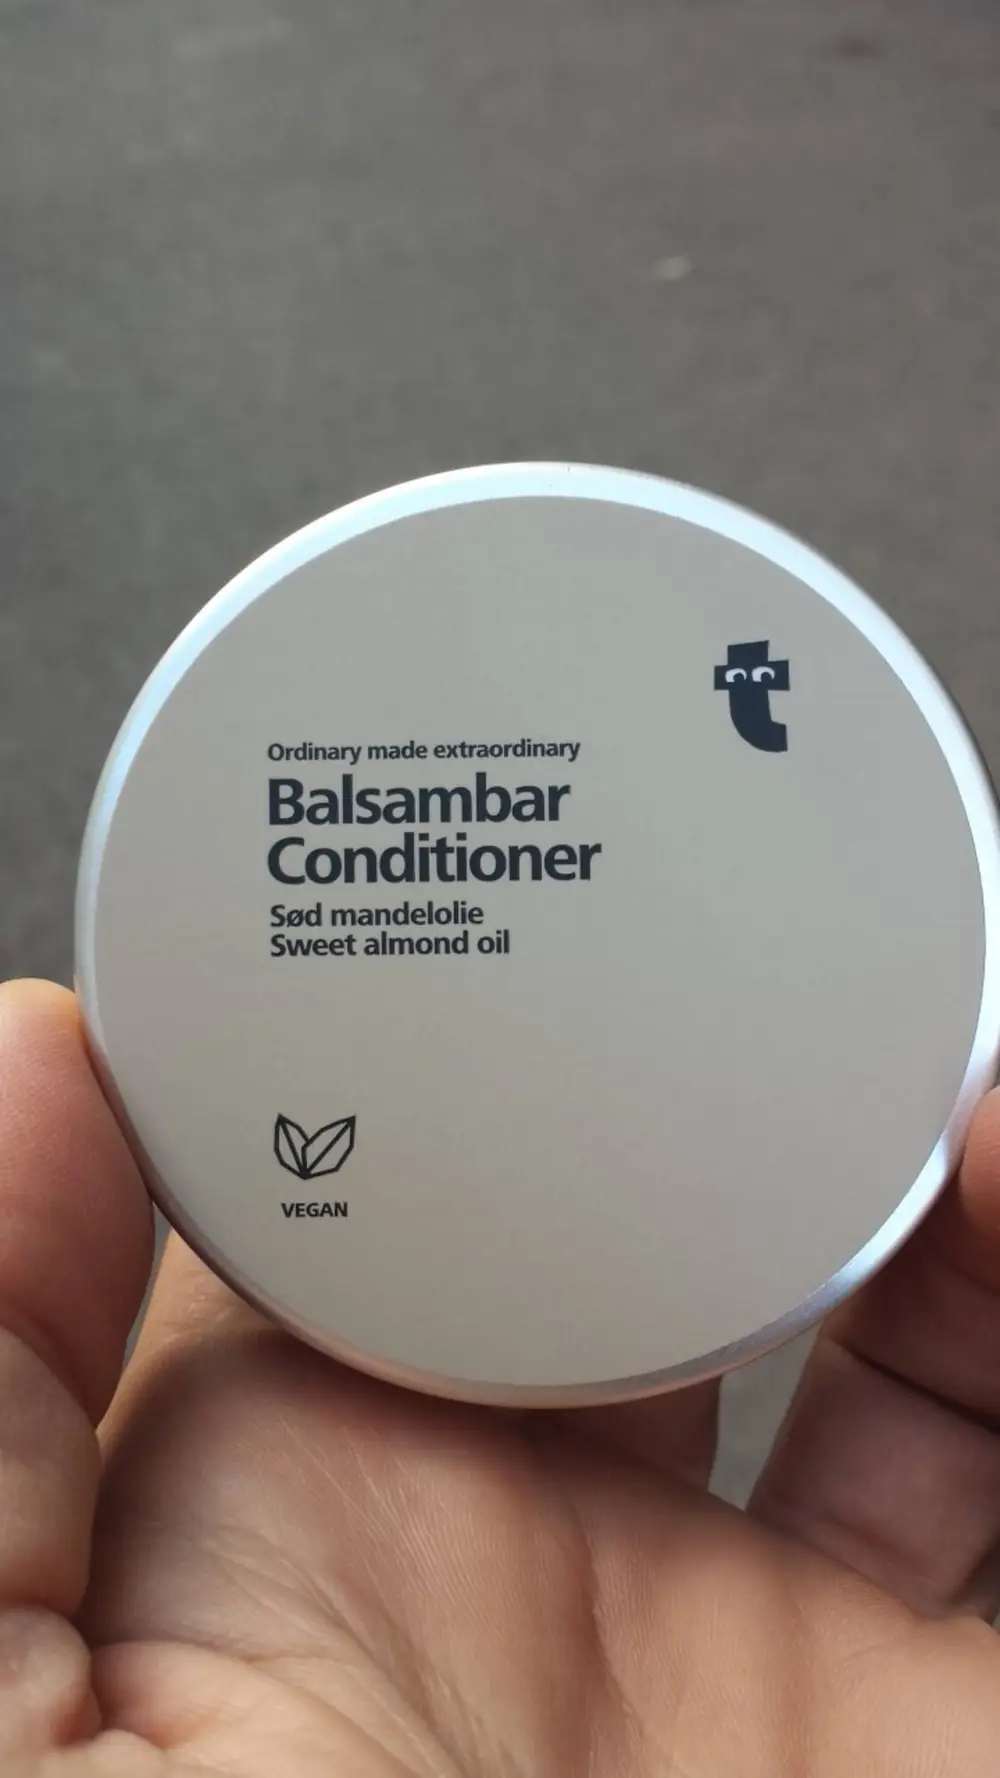 Ordinary made extraordinary
Balsambar
Conditioner
Sød mandelolie
Sweet almond oil
t
VEGAN